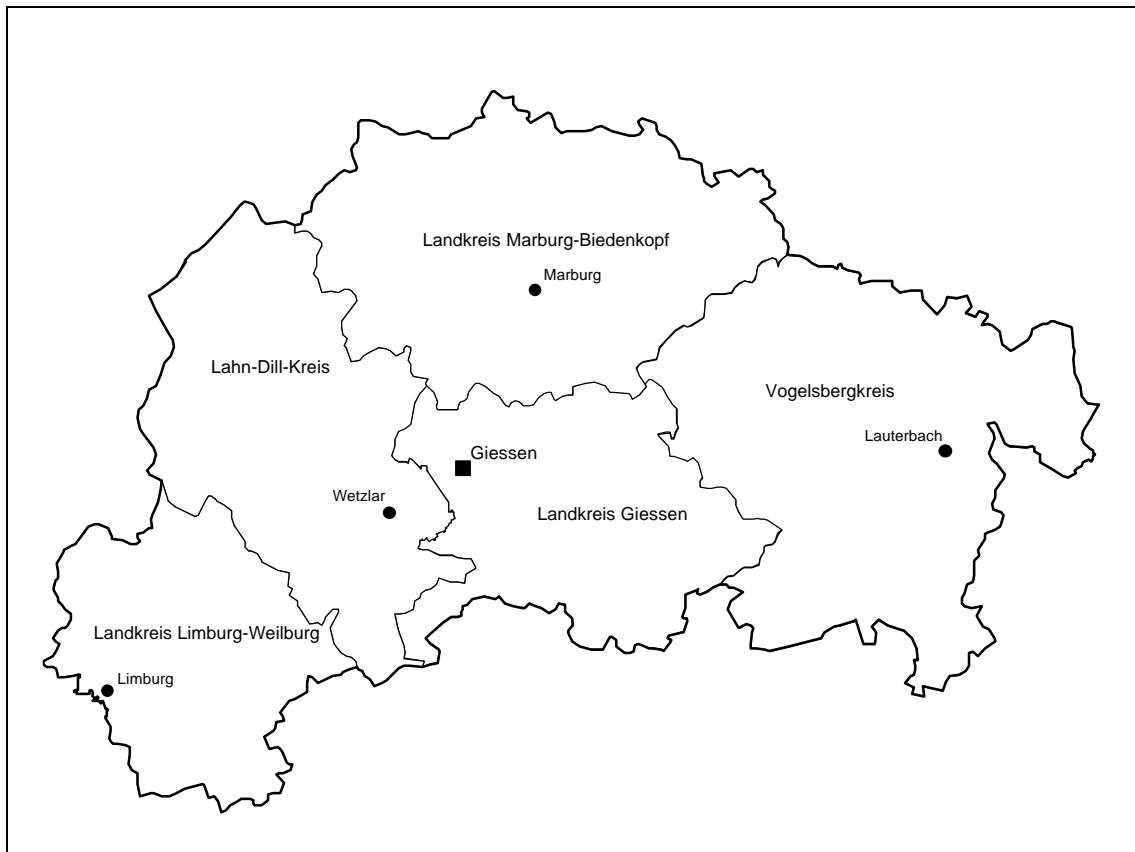 Landkreis Marburg-Biedenkopf
Marburg
Lahn-Dill-Kreis
Vogelsbergkreis
Lauterbach
Giessen
Wetzlar
Landkreis Giessen
Landkreis Limburg-Weilburg
Limburg